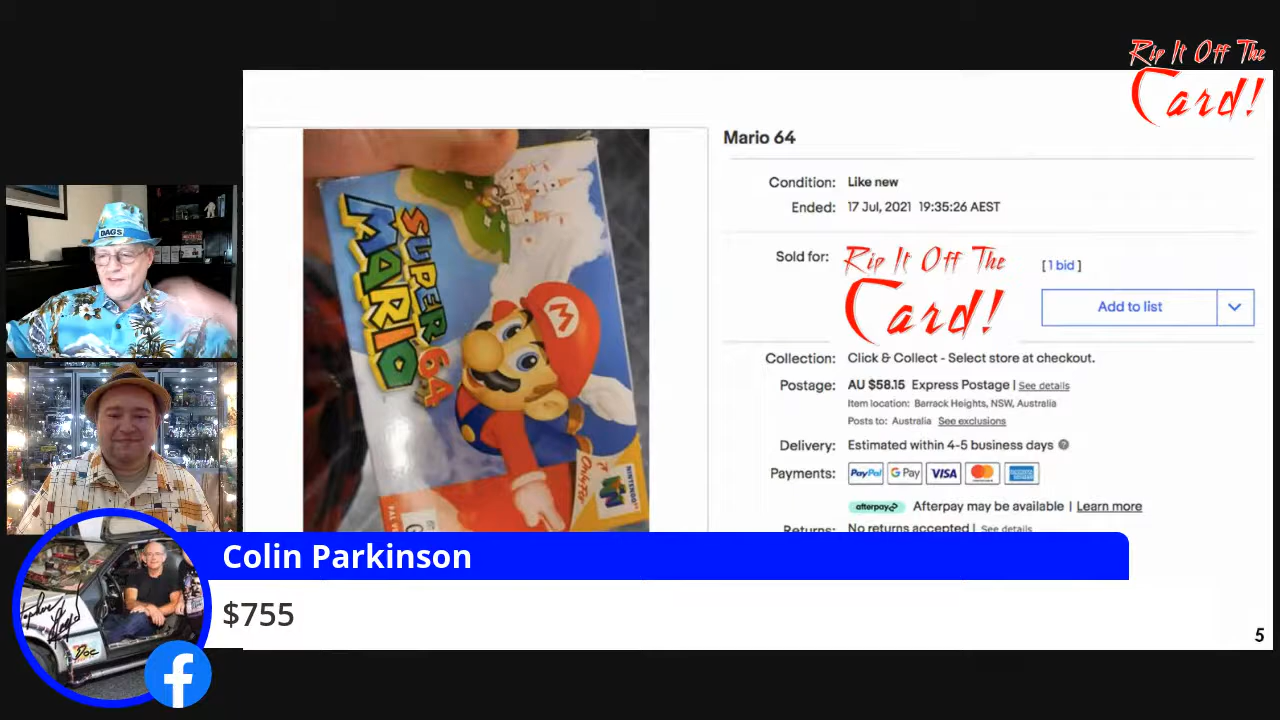 Rip It Off The
Card!
Mario 64
Condition: Like new
Ended: 17 Jul, 2021 19:35:26 AEST
Sold for: Rip It Off The Card! [ 1 bid ]
Add to list
Collection: Click & Collect - Select store at checkout.
Postage: AU $58.15 Express Postage | See details
Item location: Barrack Heights, NSW, Australia
Posts to: Australia See exclusions
Delivery: Estimated within 4-5 business days
Payments: PayPal G Pay VISA
afterpay Afterpay may be available | Learn more
Returns: No returns accepted | See details
SUPER
MARIO
64
M
Only For
NINTENDO
DAGS
Colin Parkinson
$755
5